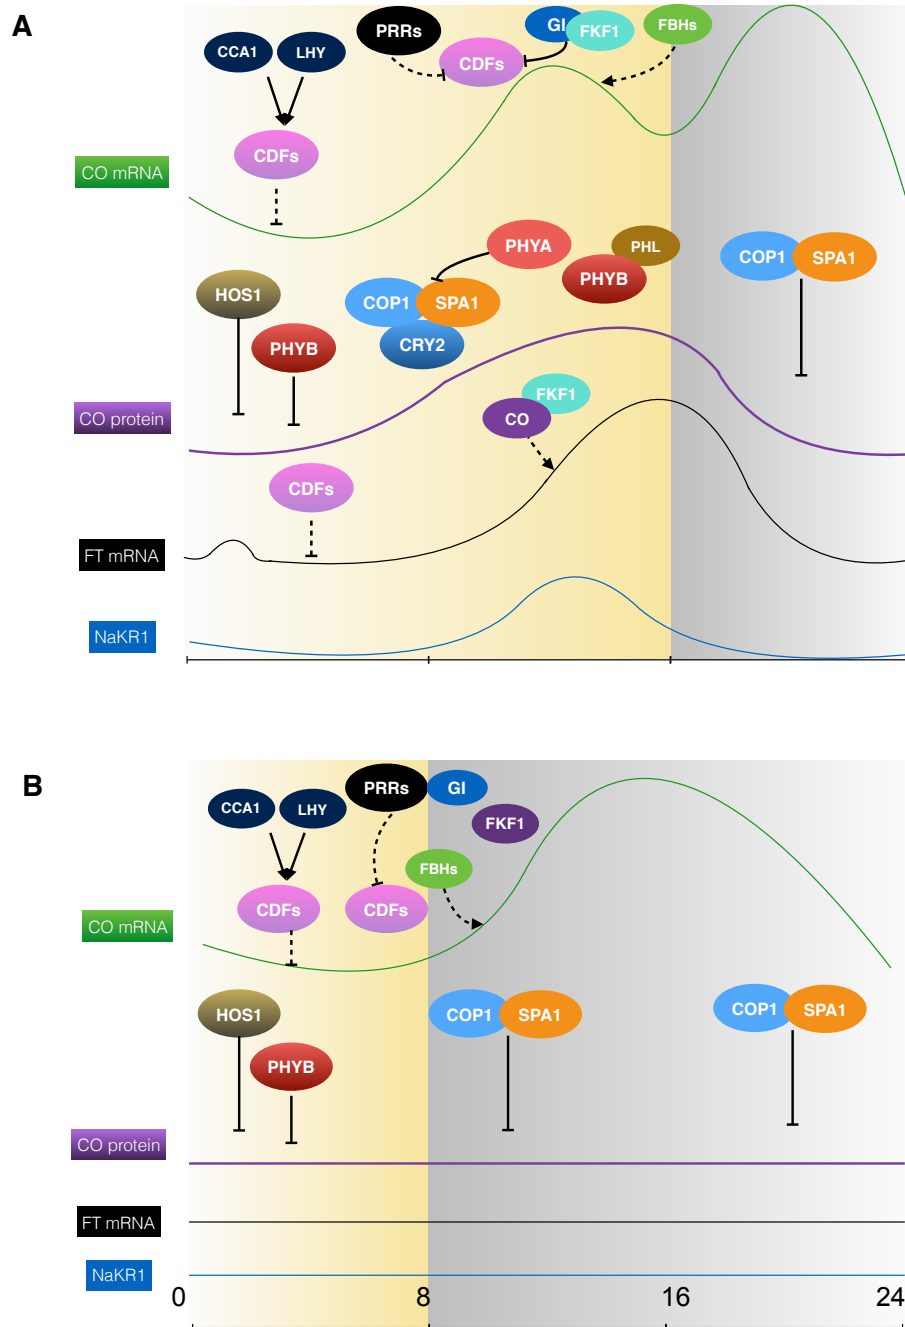 A
PRRs
GI
FKF1
FBHs
CCA1
LHY
CDFs
CDFs
CO mRNA
PHYA
PHL
COP1
SPA1
PHYB
HOS1
COP1
SPA1
PHYB
CRY2
FKF1
CO protein
CO
CDFs
FT mRNA
NaKR1
B
PRRs
GI
CCA1
LHY
FKF1
FBHs
CDFs
CDFs
CO mRNA
HOS1
COP1
SPA1
COP1
SPA1
PHYB
CO protein
FT mRNA
NaKR1
0
8
16
24